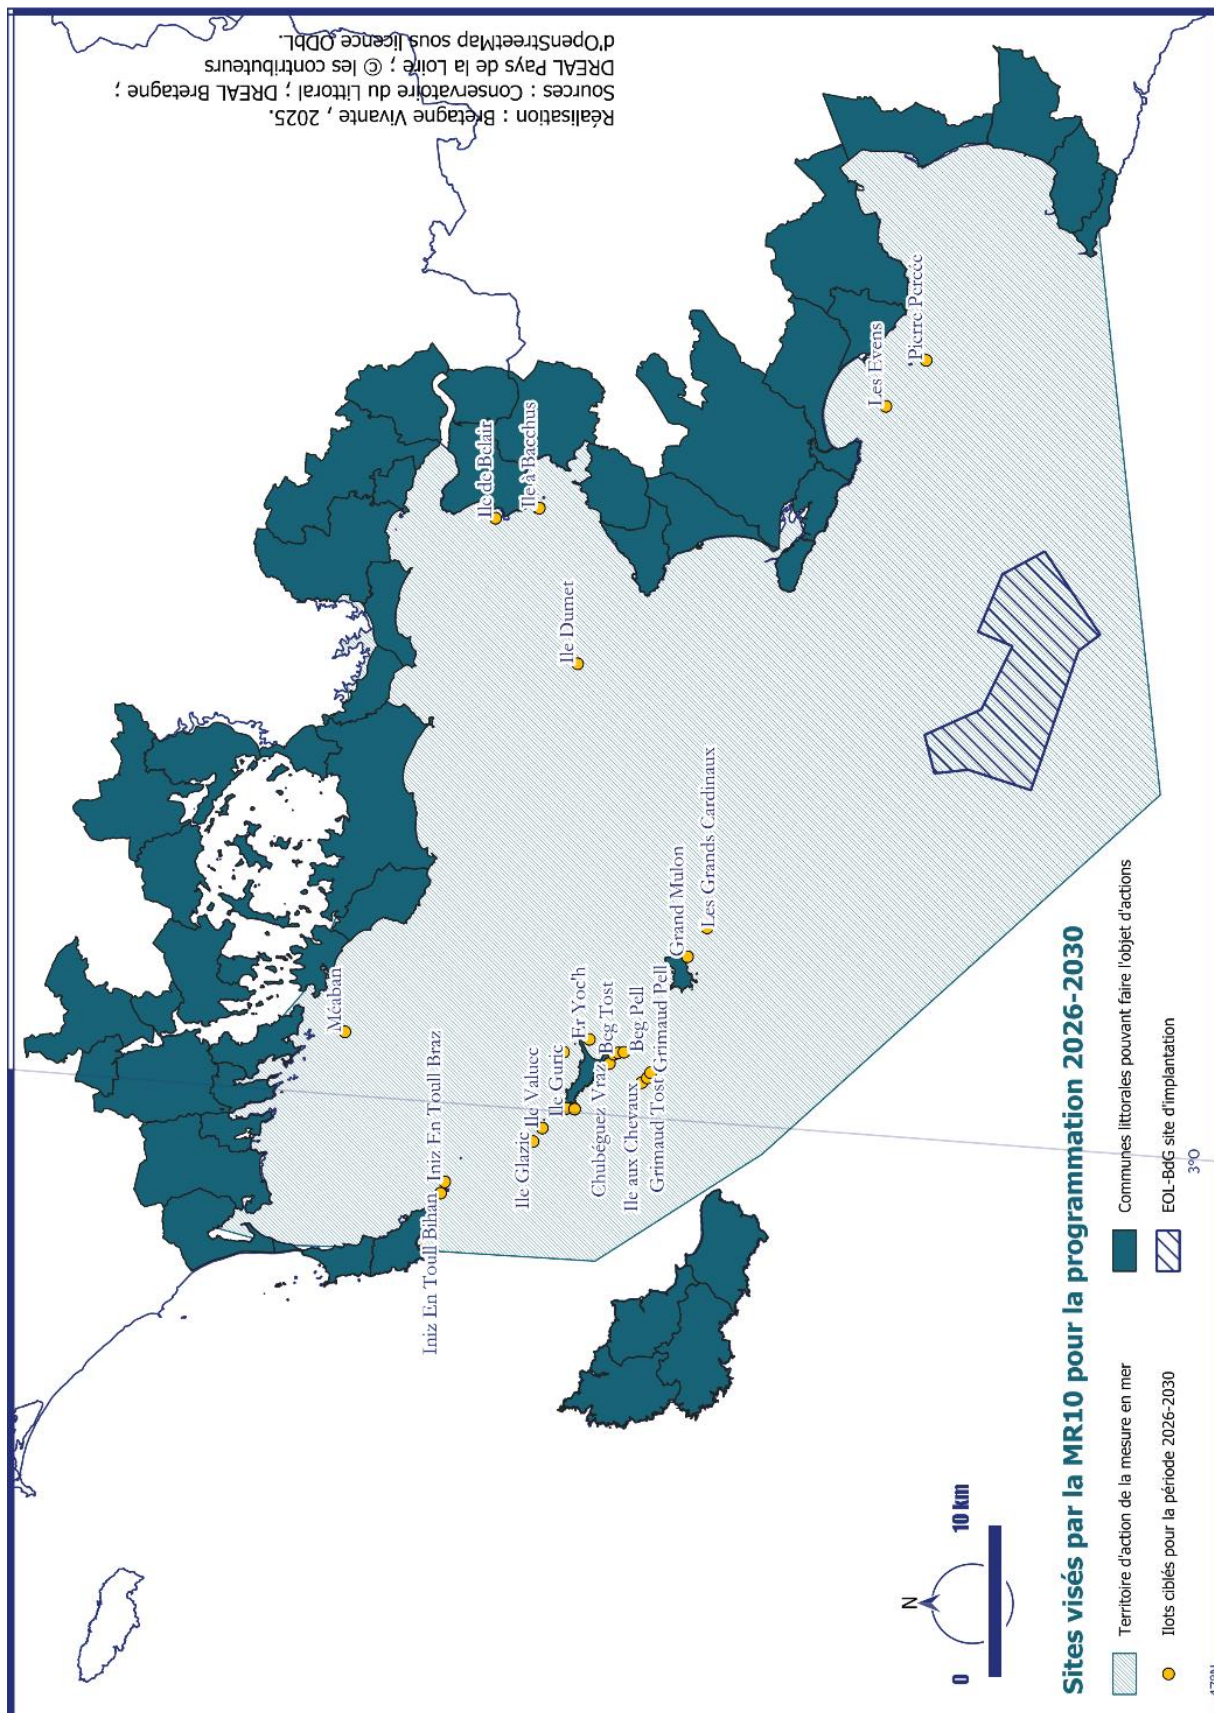 Réalisation : Bretagne Vivante , 2025.
Sources : Conservatoire du Littoral ; DREAL Bretagne ;
DREAL Pays de la Loire ; © les contributeurs
d'OpenStreetMap sous licence ODbL.
Méaban
Iniz En Toull Braz
Iniz En Toull Bihan
Ile Valuec
Ile Glazic
Ile Guric
Er Yoc'h
Chubéguez Vraz
Beg Tost
Beg Pell
Ile aux Chevaux
Grimaud Tost
Grimaud Pell
Grand Mulon
Les Grands Cardinaux
Ile Dumet
Ile de Belair
Ile à Bacchus
Les Evens
Pierre Percée
N
0 10 km
3°O
47°N
Sites visés par la MR10 pour la programmation 2026-2030
Territoire d'action de la mesure en mer
Ilots ciblés pour la période 2026-2030
Communes littorales pouvant faire l'objet d'actions
EOL-BdG site d'implantation